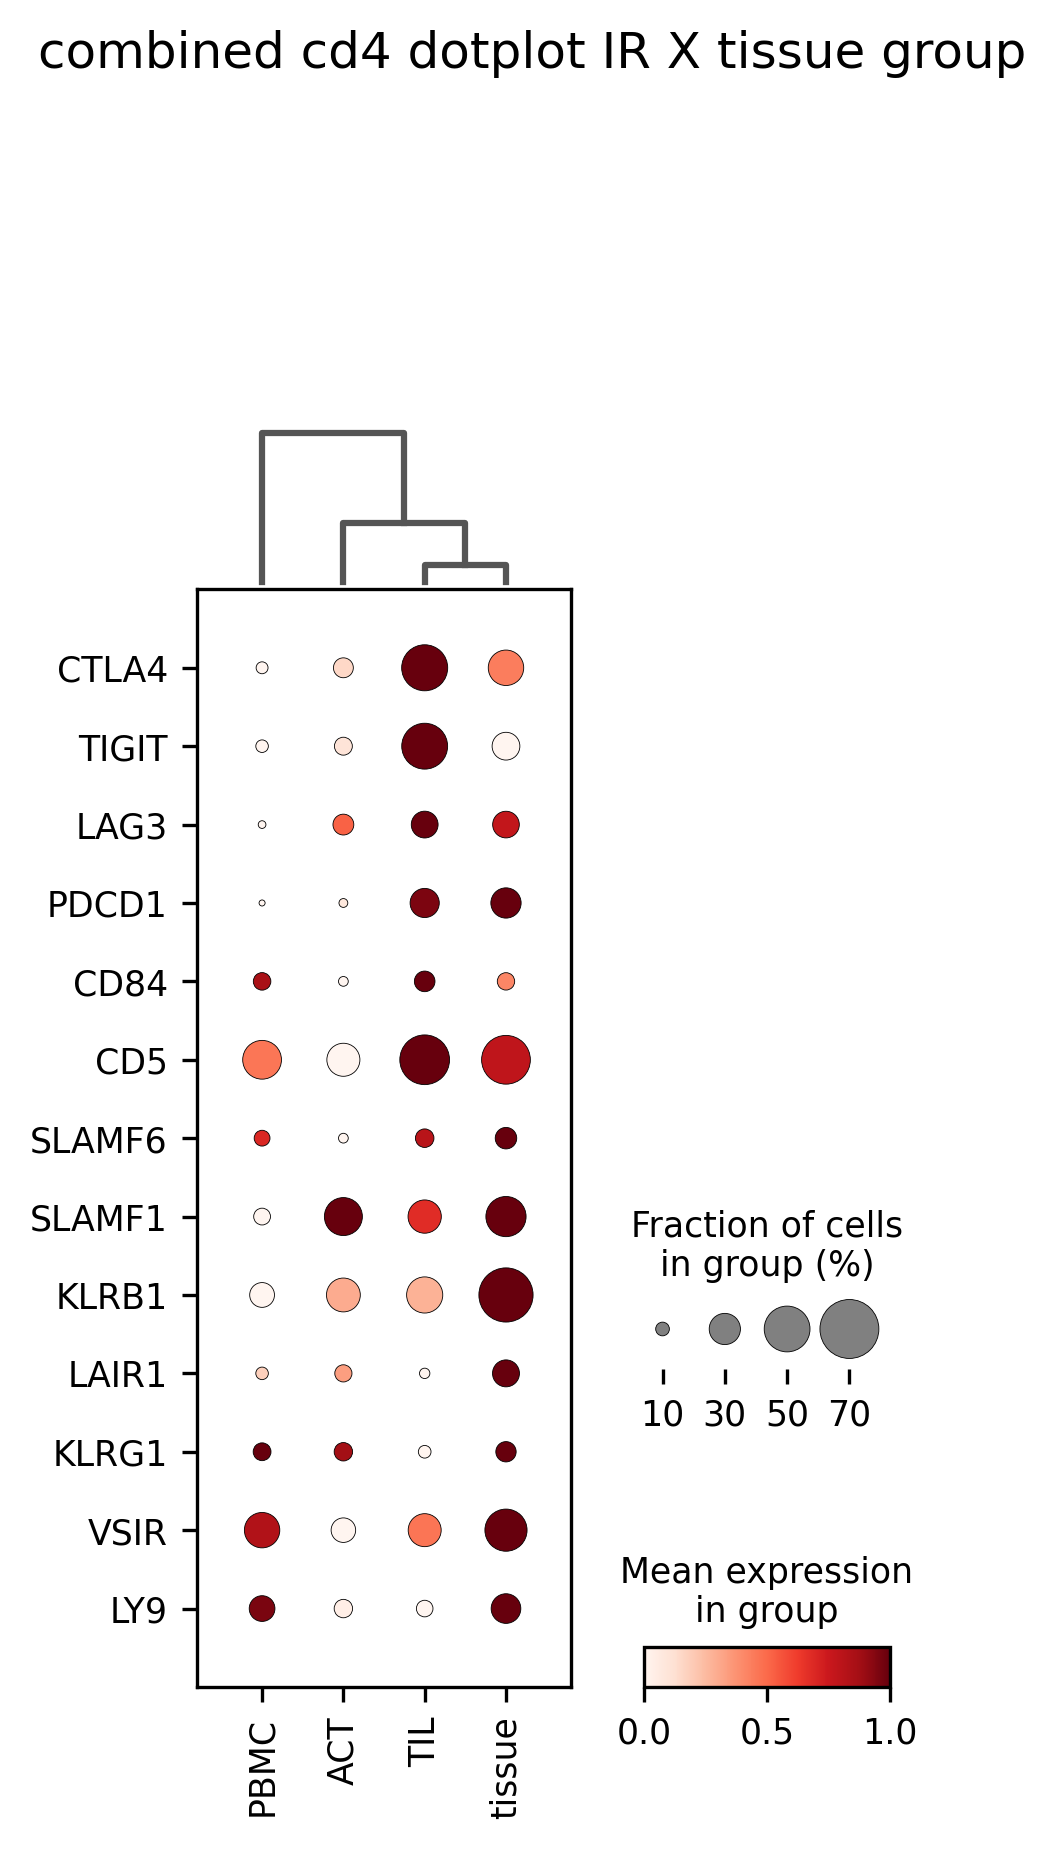 combined cd4 dotplot IR X tissue group
CTLA4
TIGIT
LAG3
PDCD1
CD84
CD5
SLAMF6
SLAMF1
KLRB1
LAIR1
KLRG1
VSIR
LY9
PBMC
ACT
TIL
tissue
Fraction of cells
in group (%)
10 30 50 70
Mean expression
in group
0.0 0.5 1.0